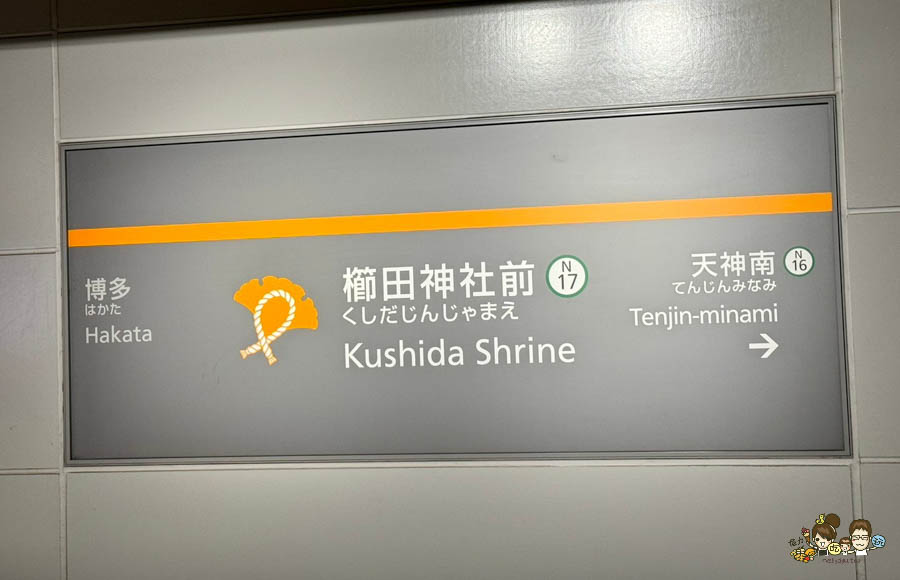 博多
はかた
Hakata
櫛田神社前
くしだじんじゃまえ
Kushida Shrine
N
17
天神南
てんじんみなみ
Tenjin-minami
N
16
→